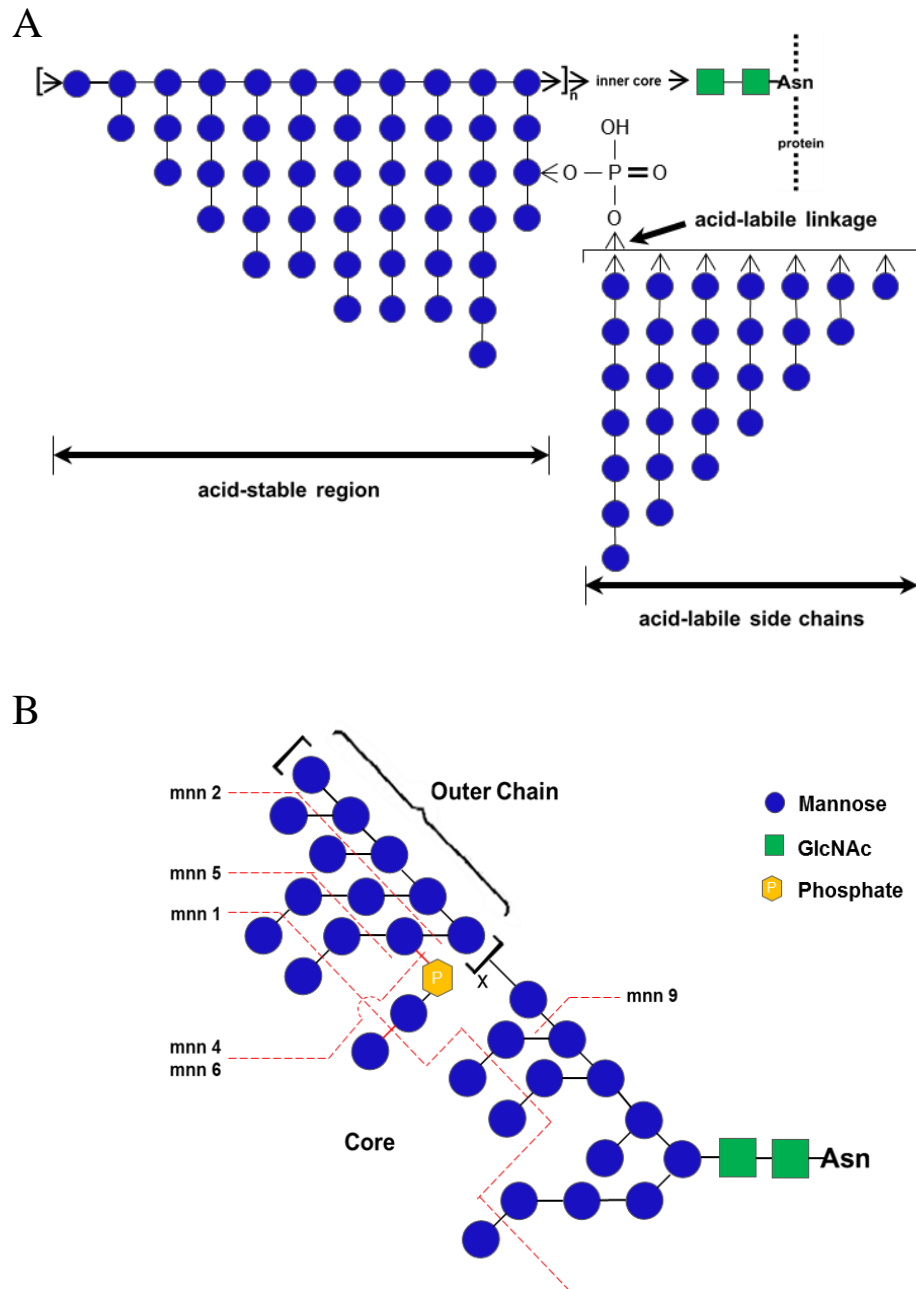 A
[ ]n inner core Asn
protein
OH
O P O
O
acid-labile linkage
acid-stable region
acid-labile side chains
B
Outer Chain
mnn 2
mnn 5
mnn 1
Mannose
GlcNAc
P Phosphate
P
X
mnn 9
mnn 4
mnn 6
Core
Asn